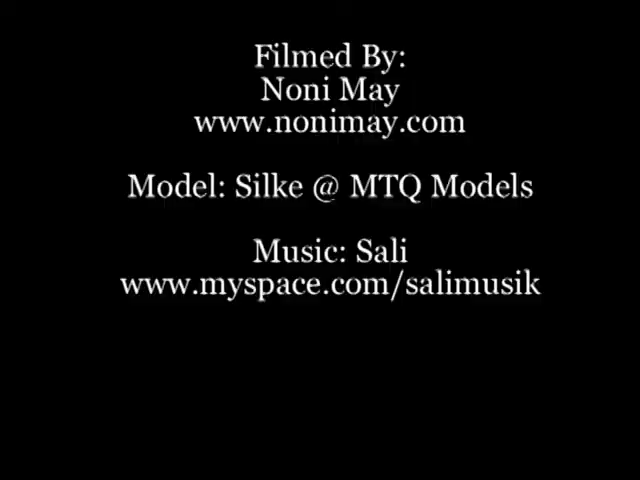 Filmed By:
Noni May
www.nonimay.com
Model: Silke @ MTQ Models
Music: Sali
www.myspace.com/salimusik